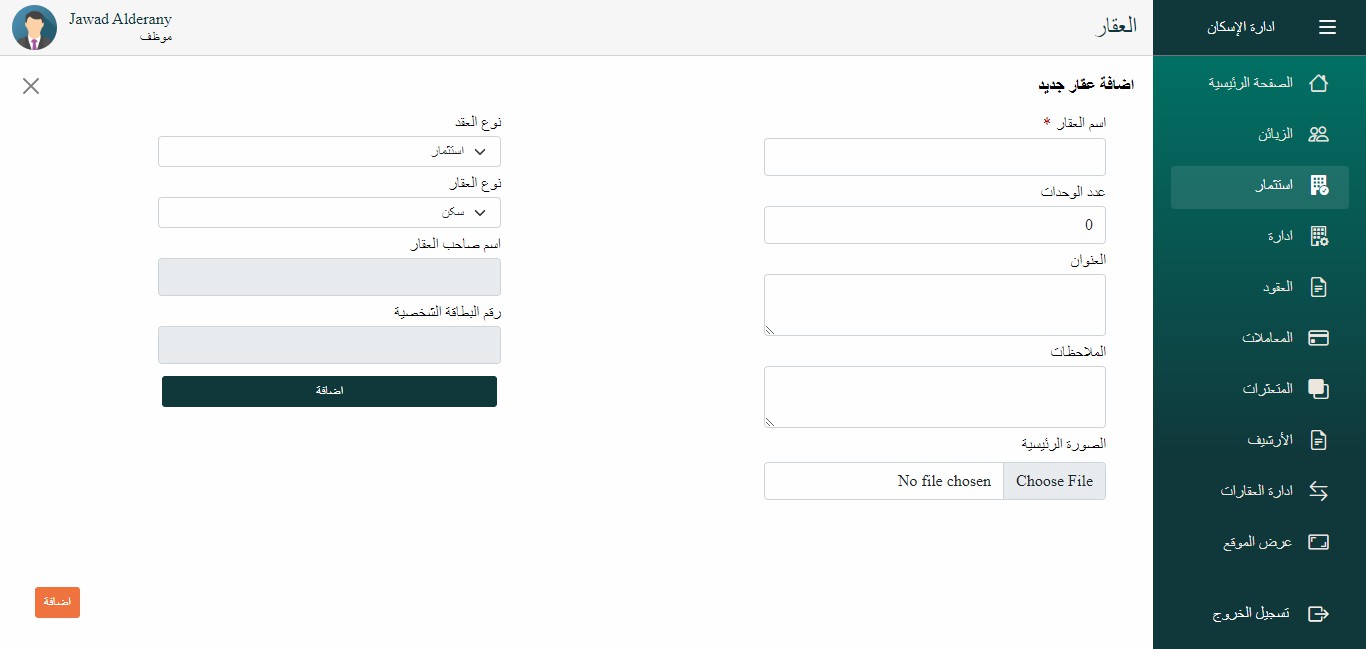 ادارة الإسكان
الصفحة الرئيسية
الزبائن
استثمار
ادارة
العقود
المعاملات
المتعثرات
الأرشيف
ادارة العقارات
عرض الموقع
تسجيل الخروج
العقار
Jawad Alderany
موظف
اضافة عقار جديد
اسم العقار *
عدد الوحدات
0
العنوان
الملاحظات
الصورة الرئيسية
Choose File No file chosen
نوع العقد
استثمار
نوع العقار
سكن
اسم صاحب العقار
رقم البطاقة الشخصية
اضافة
اضافة